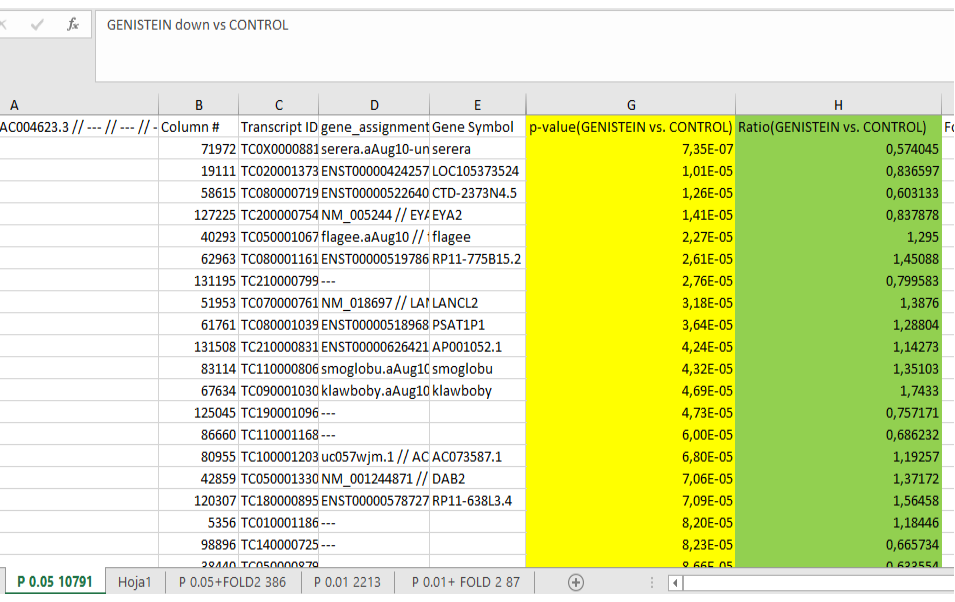 fx GENISTEIN down vs CONTROL
A B C D E G H
AC004623.3 // --- // --- // - Column # Transcript ID gene_assignment Gene Symbol p-value(GENISTEIN vs. CONTROL) Ratio(GENISTEIN vs. CONTROL) Fo
71972 TC0X0000881 serera.aAug10-un serera 7,35E-07 0,574045
19111 TC020001373 ENST00000424257 LOC105373524 1,01E-05 0,836597
58615 TC080000719 ENST00000522640 CTD-2373N4.5 1,26E-05 0,603133
127225 TC200000754 NM_005244 // EYA EYA2 1,41E-05 0,837878
40293 TC050001067 flagee.aAug10 // flagee 2,27E-05 1,295
62963 TC080001161 ENST00000519786 RP11-775B15.2 2,61E-05 1,45088
131195 TC210000799 --- 2,76E-05 0,799583
51953 TC070000761 NM_018697 // LAN LANCL2 3,18E-05 1,3876
61761 TC080001039 ENST00000518968 PSAT1P1 3,64E-05 1,28804
131508 TC210000831 ENST00000626421 AP001052.1 4,24E-05 1,14273
83114 TC110000806 smoglobu.aAug10 smoglobu 4,32E-05 1,35103
67634 TC090001030 klawboby.aAug10 klawboby 4,69E-05 1,7433
125045 TC190001096 --- 4,73E-05 0,757171
86660 TC110001168 --- 6,00E-05 0,686232
80955 TC100001203 uc057wjm.1 // AC AC073587.1 6,80E-05 1,19257
42859 TC050001330 NM_001244871 // DAB2 7,06E-05 1,37172
120307 TC180000895 ENST00000578727 RP11-638L3.4 7,09E-05 1,56458
5356 TC010001186 --- 8,20E-05 1,18446
98896 TC140000725 --- 8,23E-05 0,665734
38440 TC050000879 8,66E-05 0,633554
P 0.05 10791 Hoja1 P 0.05+FOLD2 386 P 0.01 2213 P 0.01+ FOLD 2 87